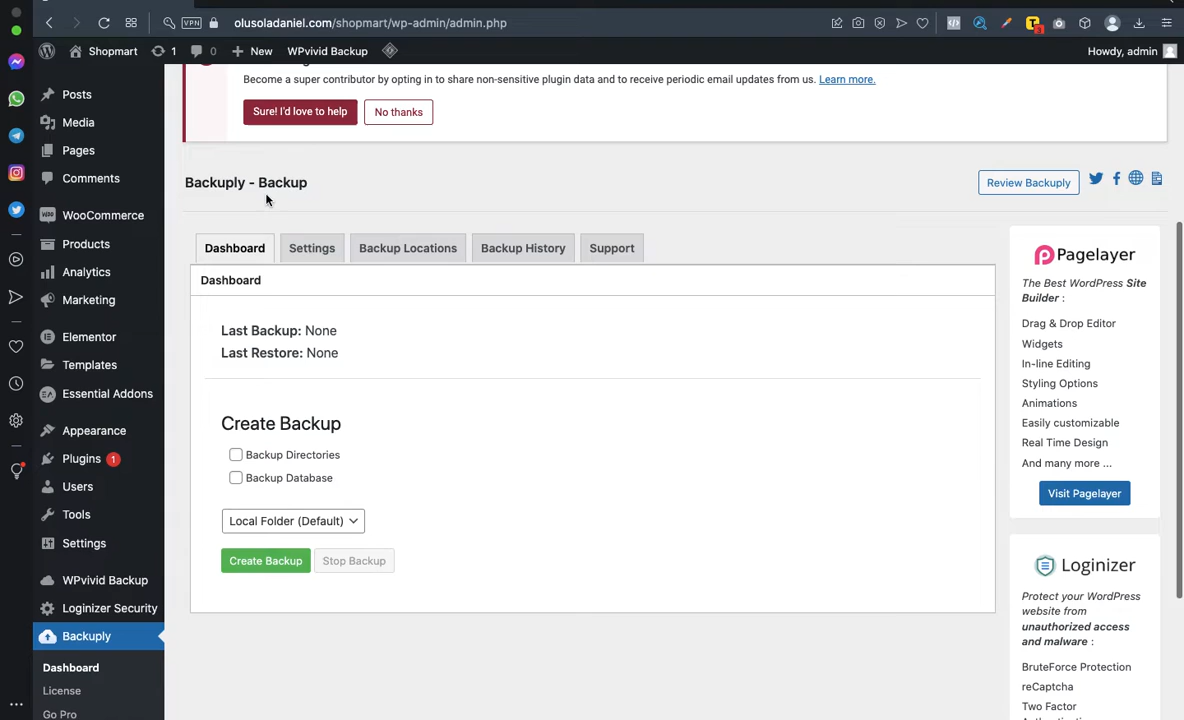 olusoladaniel.com/shopmart/wp-admin/admin.php
VPN
3
Shopmart
1
0
New
WPvivid Backup
Howdy, admin
Posts
Media
Pages
Comments
WooCommerce
Products
Analytics
Marketing
Elementor
Templates
Essential Addons
Appearance
Plugins 1
Users
Tools
Settings
WPvivid Backup
Loginizer Security
Backuply
Dashboard
License
Go Pro
Become a super contributor by opting in to share non-sensitive plugin data and to receive periodic email updates from us. Learn more.
Sure! I'd love to help
No thanks
Backuply - Backup
Review Backuply
Dashboard
Settings
Backup Locations
Backup History
Support
Dashboard
Last Backup: None
Last Restore: None
Create Backup
Backup Directories
Backup Database
Local Folder (Default)
Create Backup
Stop Backup
Pagelayer
The Best WordPress Site
Builder :
Drag & Drop Editor
Widgets
In-line Editing
Styling Options
Animations
Easily customizable
Real Time Design
And many more ...
Visit Pagelayer
Loginizer
Protect your WordPress
website from
unauthorized access
and malware :
BruteForce Protection
reCaptcha
Two Factor